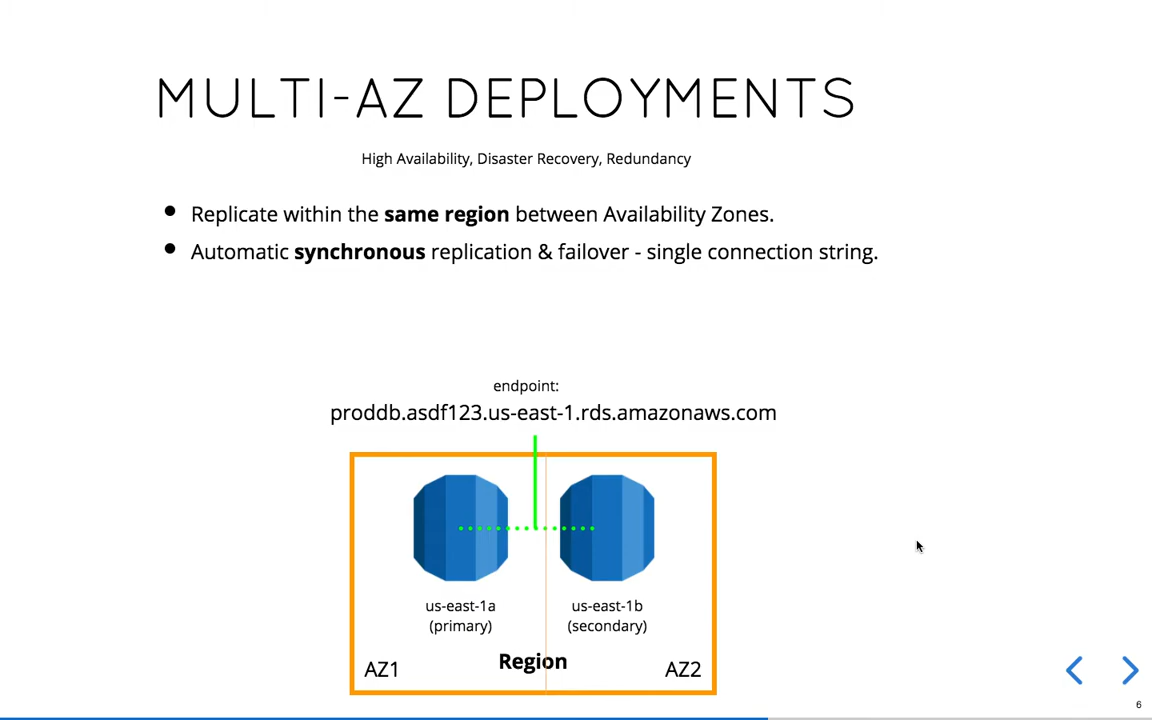 MULTI-AZ DEPLOYMENTS
High Availability, Disaster Recovery, Redundancy
• Replicate within the same region between Availability Zones.
• Automatic synchronous replication & failover - single connection string.
endpoint:
proddb.asdf123.us-east-1.rds.amazonaws.com
us-east-1a
(primary)
us-east-1b
(secondary)
AZ1
Region
AZ2
6